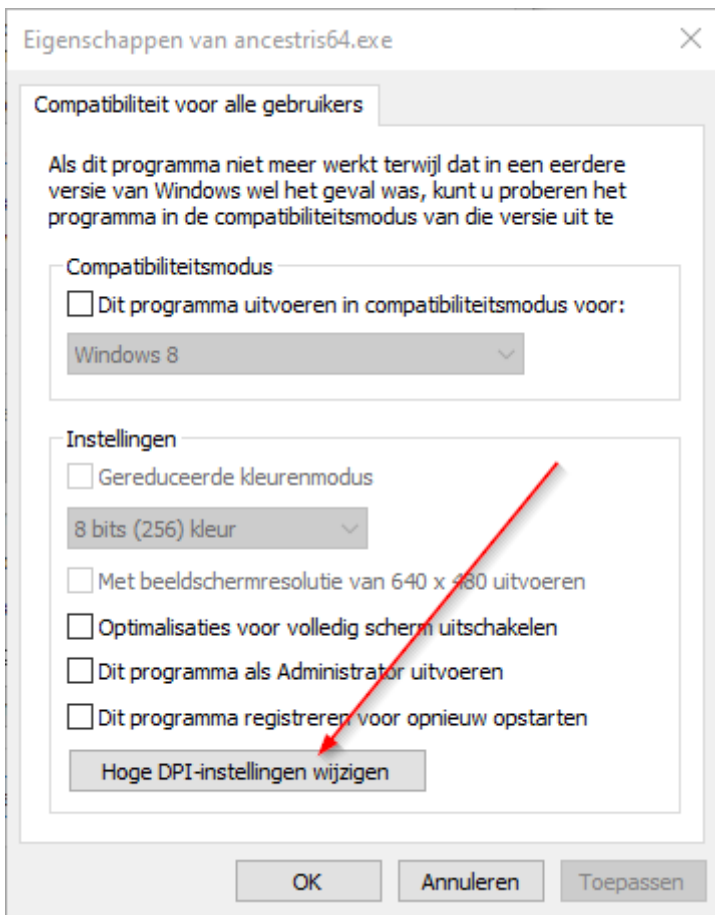 Eigenschappen van ancestris64.exe
Compatibiliteit voor alle gebruikers
Als dit programma niet meer werkt terwijl dat in een eerdere
versie van Windows wel het geval was, kunt u proberen het
programma in de compatibiliteitsmodus van die versie uit te
Compatibiliteitsmodus
Dit programma uitvoeren in compatibiliteitsmodus voor:
Windows 8
Instellingen
Gereduceerde kleurenmodus
8 bits (256) kleur
Met beeldschermresolutie van 640 x 480 uitvoeren
Optimalisaties voor volledig scherm uitschakelen
Dit programma als Administrator uitvoeren
Dit programma registreren voor opnieuw opstarten
Hoge DPI-instellingen wijzigen
OK
Annuleren
Toepassen